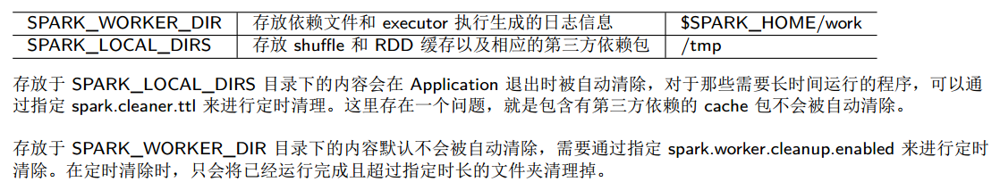 SPARK_WORKER_DIR 存放依赖文件和 executor 执行生成的日志信息 $SPARK_HOME/work
SPARK_LOCAL_DIRS 存放 shuffle 和 RDD 缓存以及相应的第三方依赖包 /tmp
存放于 SPARK_LOCAL_DIRS 目录下的内容会在 Application 退出时被自动清除，对于那些需要长时间运行的程序，可以通
过指定 spark.cleaner.ttl 来进行定时清理。这里存在一个问题，就是包含有第三方依赖的 cache 包不会被自动清除。
存放于 SPARK_WORKER_DIR 目录下的内容默认不会被自动清除，需要通过指定 spark.worker.cleanup.enabled 来进行定时
清除。在定时清除时，只会将已经运行完成且超过指定时长的文件夹清理掉。